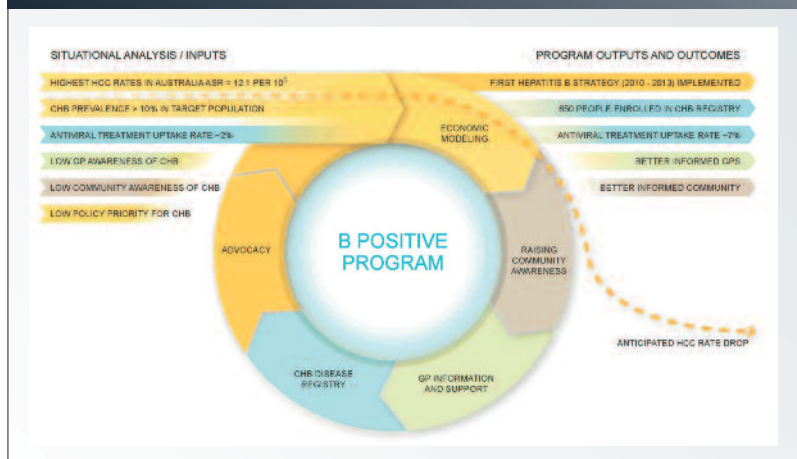 SITUATIONAL ANALYSIS / INPUTS
HIGHEST HCC RATES IN AUSTRALIA ASR = 12.1 PER 10⁵
CHB PREVALENCE > 10% IN TARGET POPULATION
ANTIVIRAL TREATMENT UPTAKE RATE ~2%
LOW GP AWARENESS OF CHB
LOW COMMUNITY AWARENESS OF CHB
LOW POLICY PRIORITY FOR CHB
PROGRAM OUTPUTS AND OUTCOMES
FIRST HEPATITIS B STRATEGY (2010 - 2013) IMPLEMENTED
850 PEOPLE ENROLLED IN CHB REGISTRY
ANTIVIRAL TREATMENT UPTAKE RATE ~7%
BETTER INFORMED GPS
BETTER INFORMED COMMUNITY
ECONOMIC
MODELING
RAISING
COMMUNITY
AWARENESS
GP INFORMATION
AND SUPPORT
CHB DISEASE
REGISTRY
ADVOCACY
B POSITIVE
PROGRAM
ANTICIPATED HCC RATE DROP